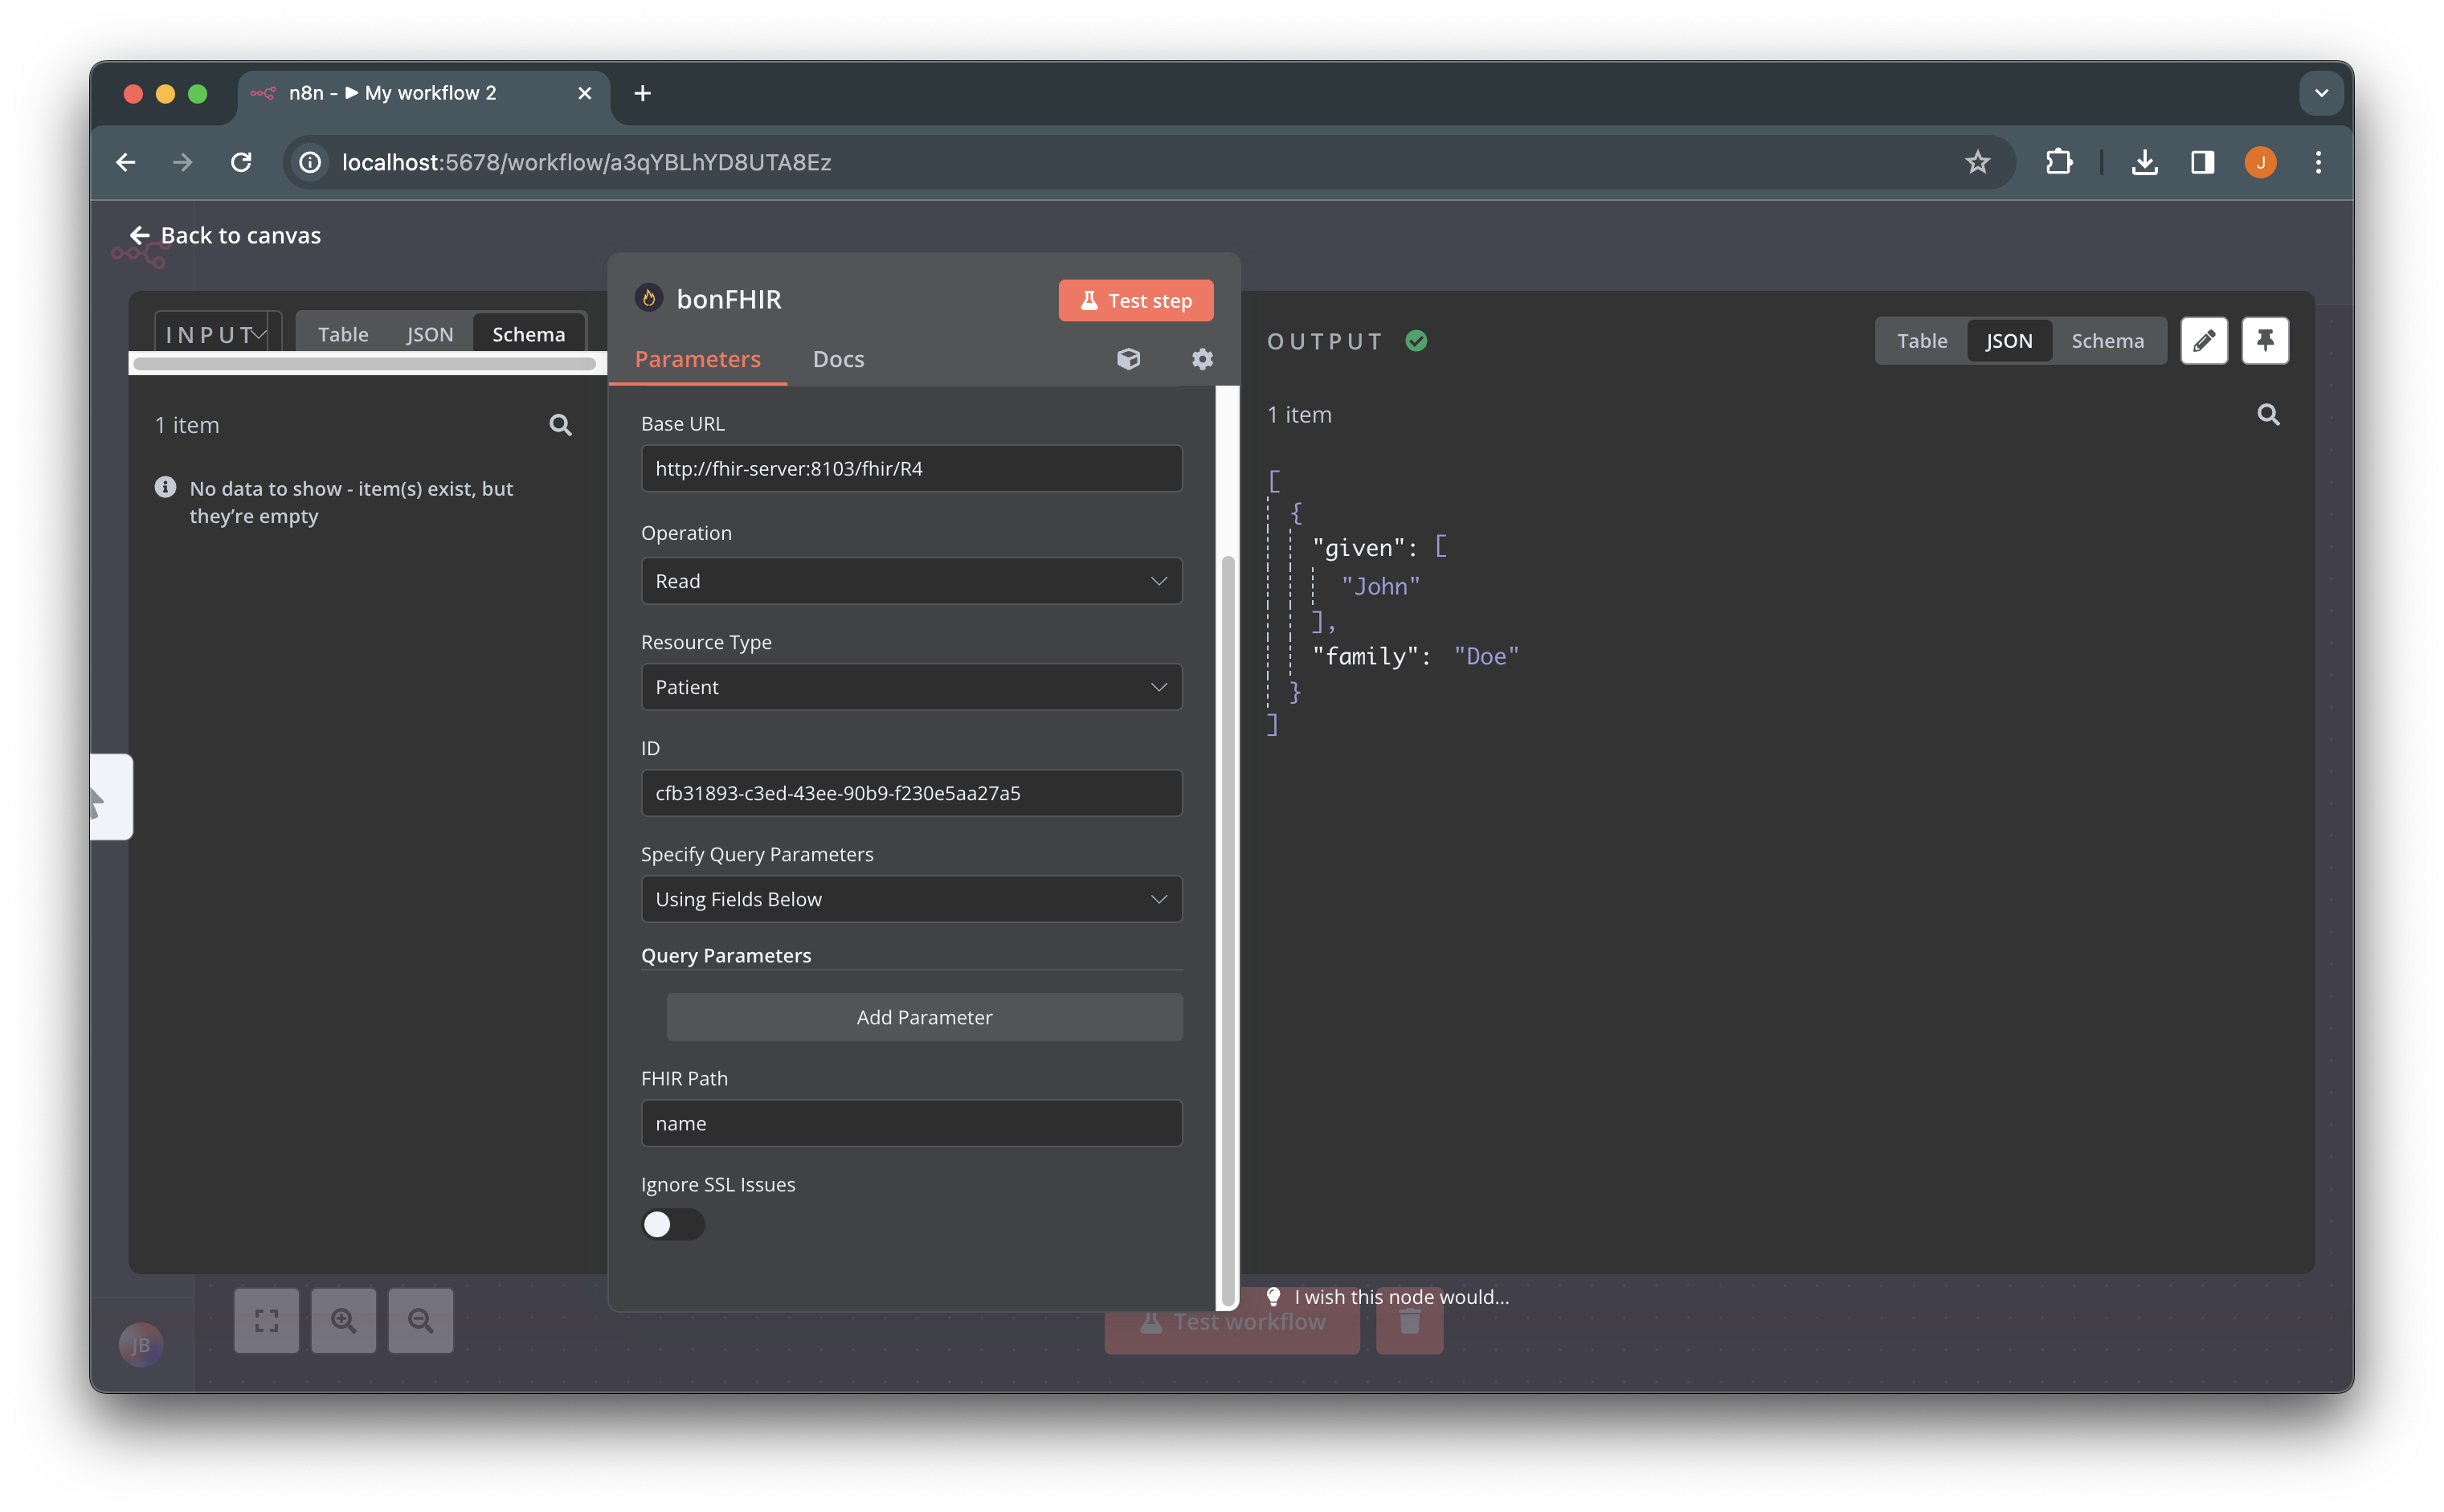 n8n - ▶ My workflow 2
localhost:5678/workflow/a3qYBLhYD8UTA8Ez
J
Back to canvas
INPUT
Table JSON Schema
1 item
No data to show - item(s) exist, but
they're empty
bonFHIR
Test step
Parameters Docs
Base URL
http://fhir-server:8103/fhir/R4
Operation
Read
Resource Type
Patient
ID
cfb31893-c3ed-43ee-90b9-f230e5aa27a5
Specify Query Parameters
Using Fields Below
Query Parameters
Add Parameter
FHIR Path
name
Ignore SSL Issues
OUTPUT
Table JSON Schema
1 item
[
{
"given": [
"John"
],
"family": "Doe"
}
]
I wish this node would...
Test workflow
JB